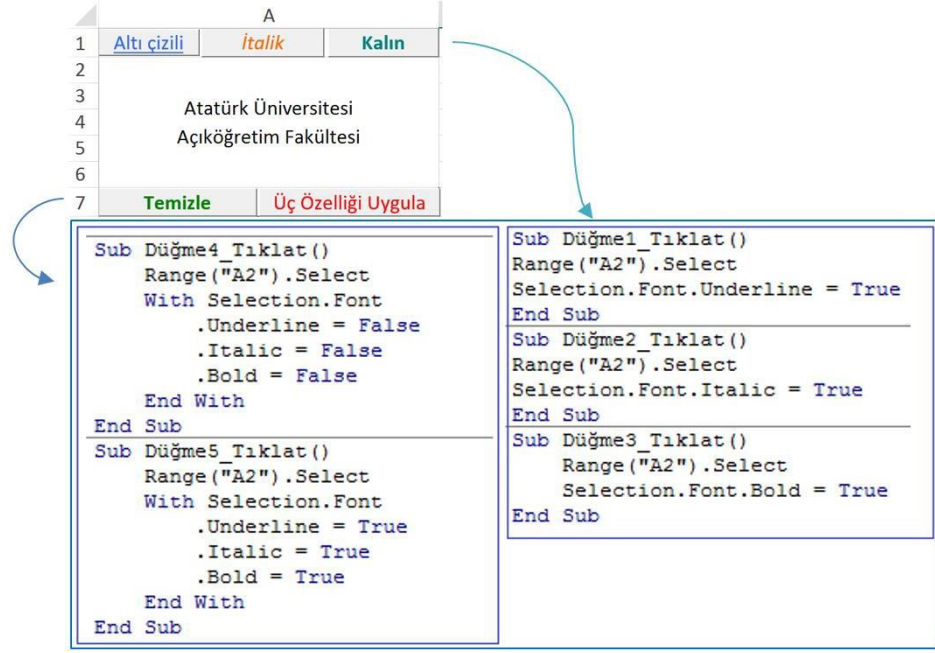 A
1 Altı çizili İtalik Kalın
2
3
4
5
6
Atatürk Üniversitesi
Açıköğretim Fakültesi
7 Temizle Üç Özelliği Uygula
Sub Düğme4_Tıklat()
Range("A2").Select
With Selection.Font
.Underline = False
.Italic = False
.Bold = False
End With
End Sub
Sub Düğme5_Tıklat()
Range("A2").Select
With Selection.Font
.Underline = True
.Italic = True
.Bold = True
End With
End Sub
Sub Düğme1_Tıklat()
Range("A2").Select
Selection.Font.Underline = True
End Sub
Sub Düğme2_Tıklat()
Range("A2").Select
Selection.Font.Italic = True
End Sub
Sub Düğme3_Tıklat()
Range("A2").Select
Selection.Font.Bold = True
End Sub